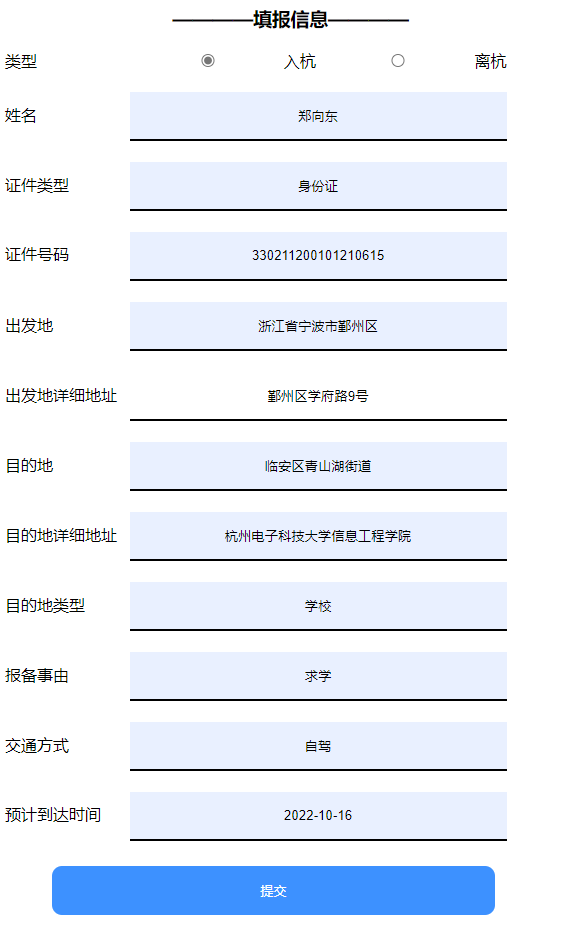 ————填报信息————
类型 入杭 离杭
姓名 郑向东
证件类型 身份证
证件号码 330211200101210615
出发地 浙江省宁波市鄞州区
出发地详细地址 鄞州区学府路9号
目的地 临安区青山湖街道
目的地详细地址 杭州电子科技大学信息工程学院
目的地类型 学校
报备事由 求学
交通方式 自驾
预计到达时间 2022-10-16
提交